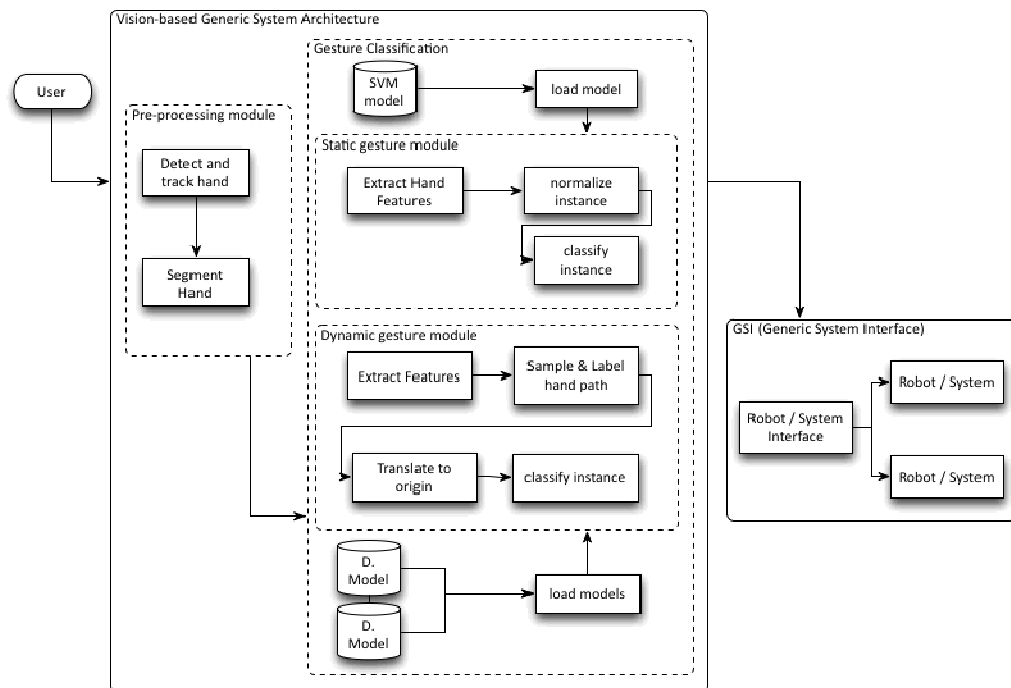 Vision-based Generic System Architecture
User
Pre-processing module
Detect and
track hand
Segment
Hand
Gesture Classification
SVM
model
load model
Static gesture module
Extract Hand
Features
normalize
instance
classify
instance
Dynamic gesture module
Extract Features
Sample & Label
hand path
Translate to
origin
classify instance
D.
Model
D.
Model
load models
GSI (Generic System Interface)
Robot / System
Interface
Robot / System
Robot / System